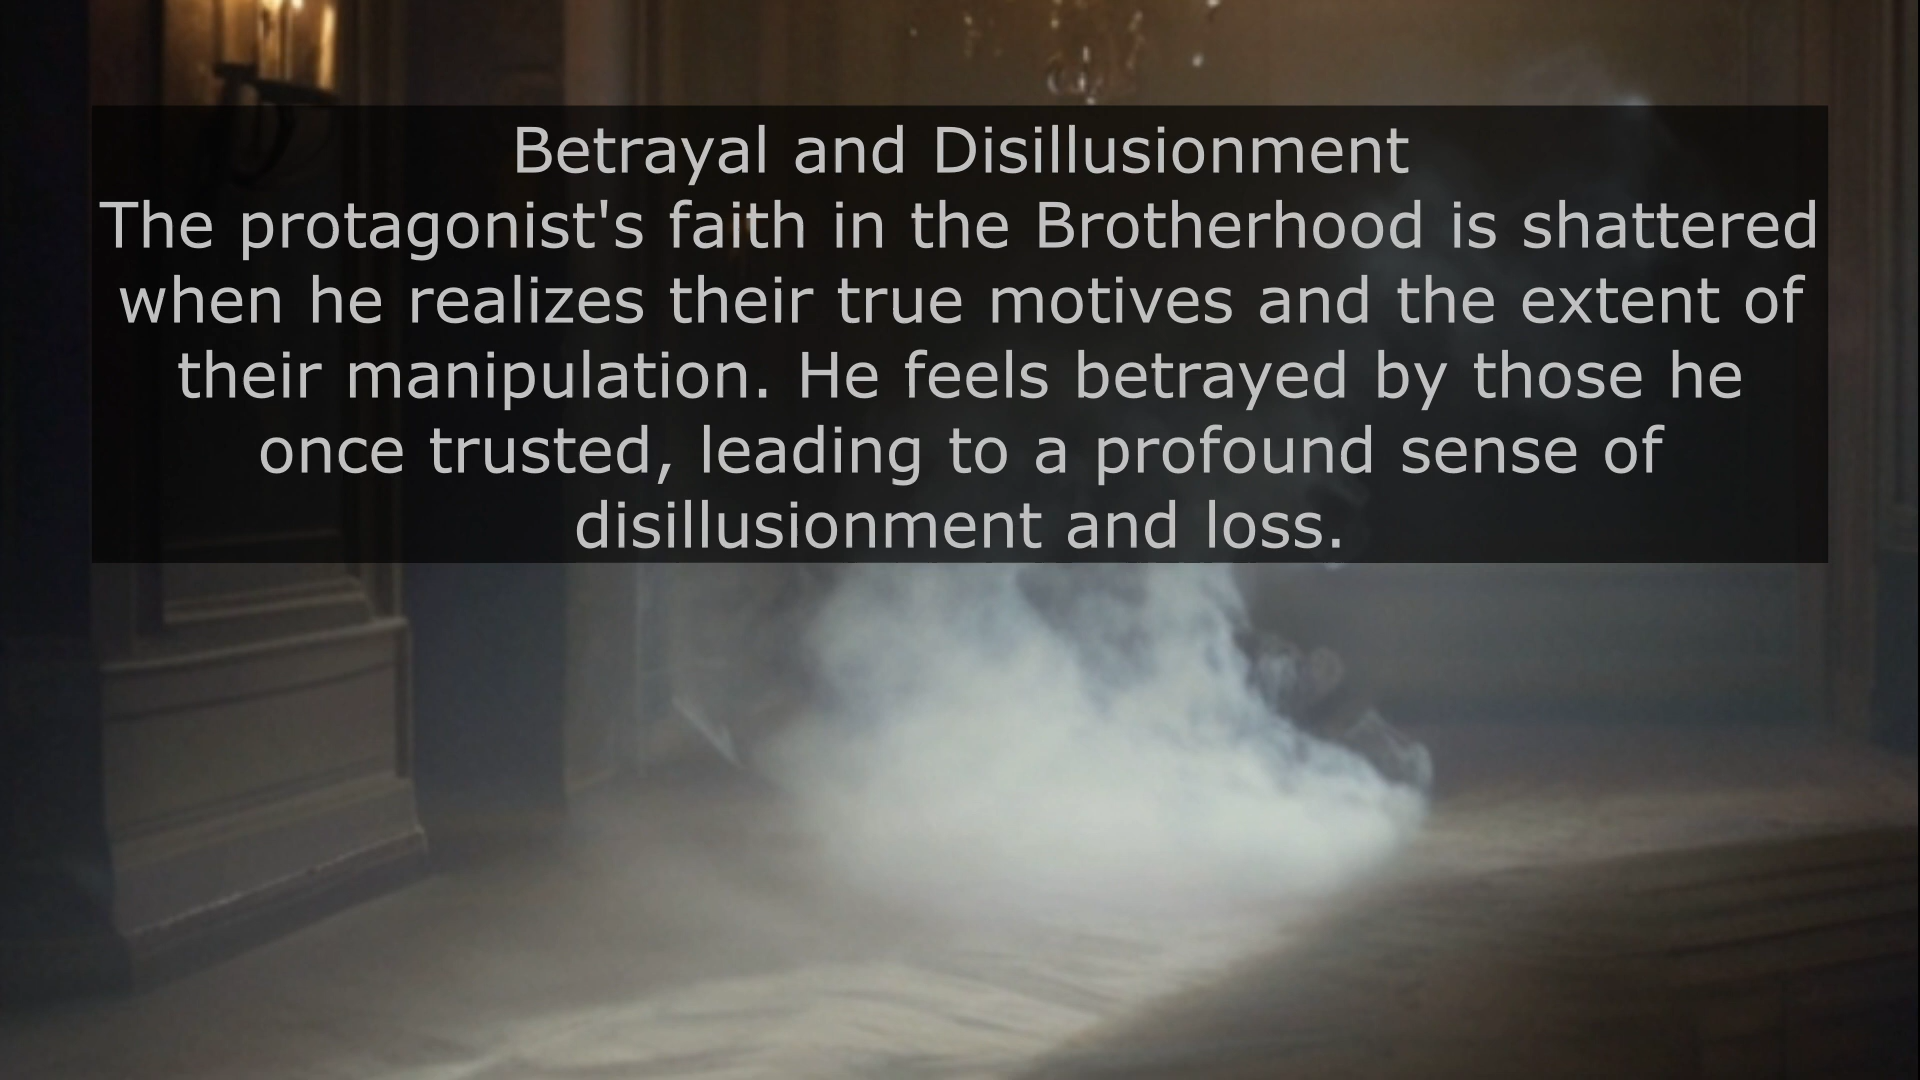 Betrayal and Disillusionment
The protagonist's faith in the Brotherhood is shattered
when he realizes their true motives and the extent of
their manipulation. He feels betrayed by those he
once trusted, leading to a profound sense of
disillusionment and loss.